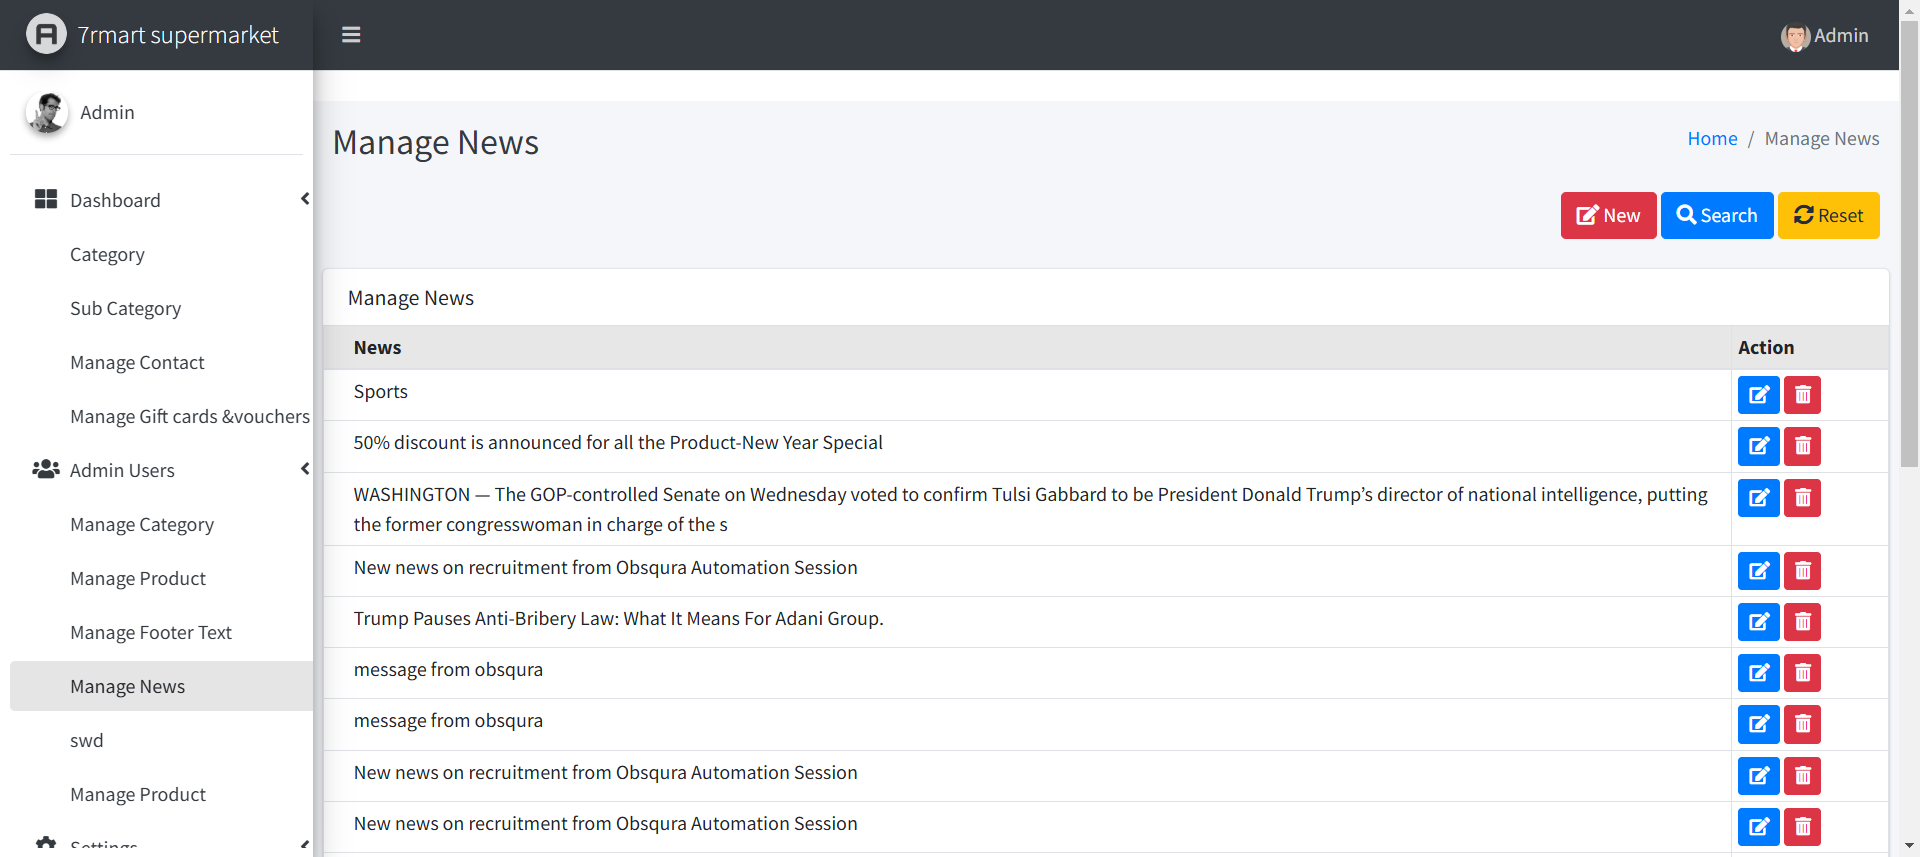 7rmart supermarket
Admin
Admin
Manage News
Home / Manage News
Dashboard
Category
Sub Category
Manage Contact
Manage Gift cards &vouchers
Admin Users
Manage Category
Manage Product
Manage Footer Text
Manage News
swd
Manage Product
Settings
New
Search
Reset
Manage News
News
Action
Sports
50% discount is announced for all the Product-New Year Special
WASHINGTON — The GOP-controlled Senate on Wednesday voted to confirm Tulsi Gabbard to be President Donald Trump’s director of national intelligence, putting
the former congresswoman in charge of the s
New news on recruitment from Obsqura Automation Session
Trump Pauses Anti-Bribery Law: What It Means For Adani Group.
message from obsqura
message from obsqura
New news on recruitment from Obsqura Automation Session
New news on recruitment from Obsqura Automation Session